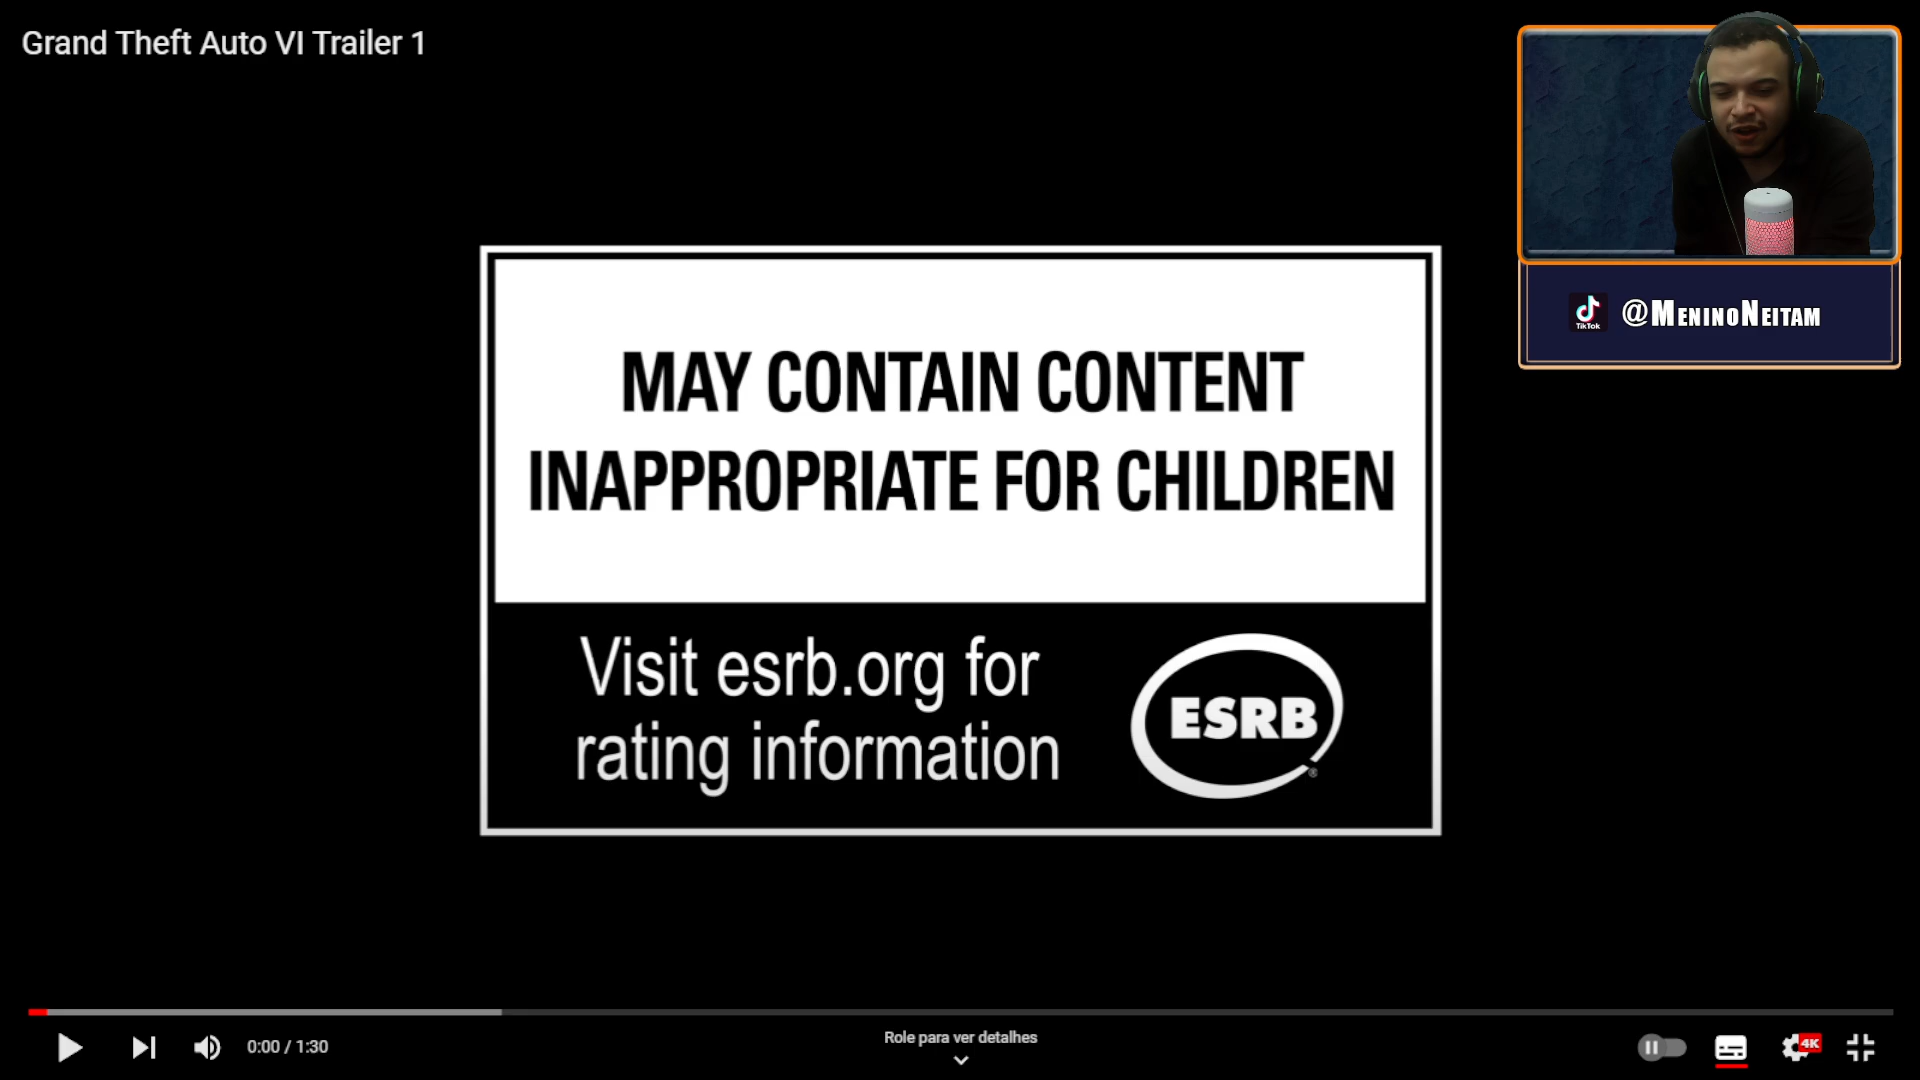 Grand Theft Auto VI Trailer 1
TikTok
@MeninoNeitam
MAY CONTAIN CONTENT
INAPPROPRIATE FOR CHILDREN
Visit esrb.org for
rating information
ESRB
®
0:00 / 1:30
Role para ver detalhes
4K